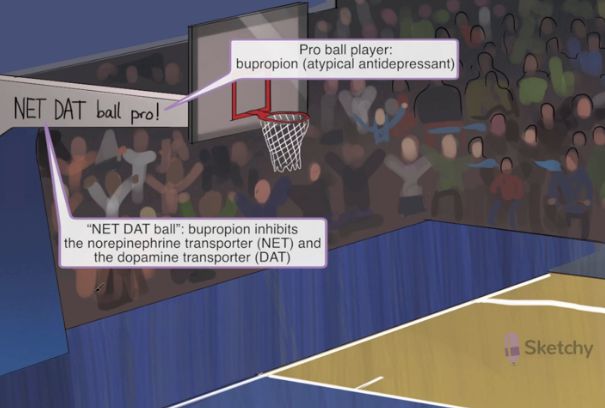 Pro ball player:
bupropion (atypical antidepressant)
NET DAT ball pro!
“NET DAT ball”: bupropion inhibits
the norepinephrine transporter (NET) and
the dopamine transporter (DAT)
Sketchy